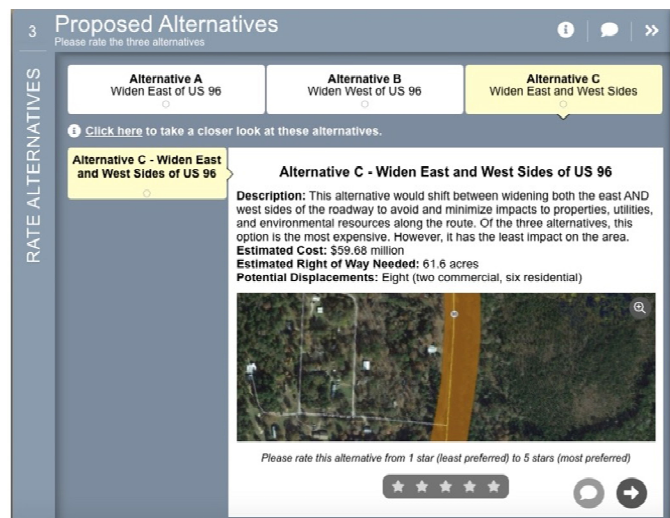 3
Proposed Alternatives
Please rate the three alternatives
RATE ALTERNATIVES
Alternative A
Widen East of US 96
Alternative B
Widen West of US 96
Alternative C
Widen East and West Sides
Click here to take a closer look at these alternatives.
Alternative C - Widen East
and West Sides of US 96
Alternative C - Widen East and West Sides of US 96
Description: This alternative would shift between widening both the east AND
west sides of the roadway to avoid and minimize impacts to properties, utilities,
and environmental resources along the route. Of the three alternatives, this
option is the most expensive. However, it has the least impact on the area.
Estimated Cost: $59.68 million
Estimated Right of Way Needed: 61.6 acres
Potential Displacements: Eight (two commercial, six residential)
Please rate this alternative from 1 star (least preferred) to 5 stars (most preferred)